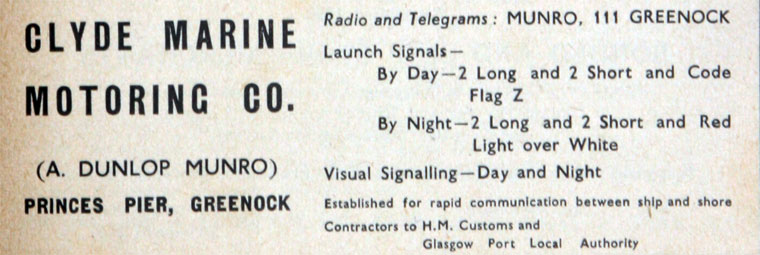 CLYDE MARINE
MOTORING CO.
(A. DUNLOP MUNRO)
PRINCES PIER, GREENOCK
Radio and Telegrams: MUNRO, 111 GREENOCK
Launch Signals—
By Day—2 Long and 2 Short and Code
Flag Z
By Night—2 Long and 2 Short and Red
Light over White
Visual Signalling—Day and Night
Established for rapid communication between ship and shore
Contractors to H.M. Customs and
Glasgow Port Local Authority